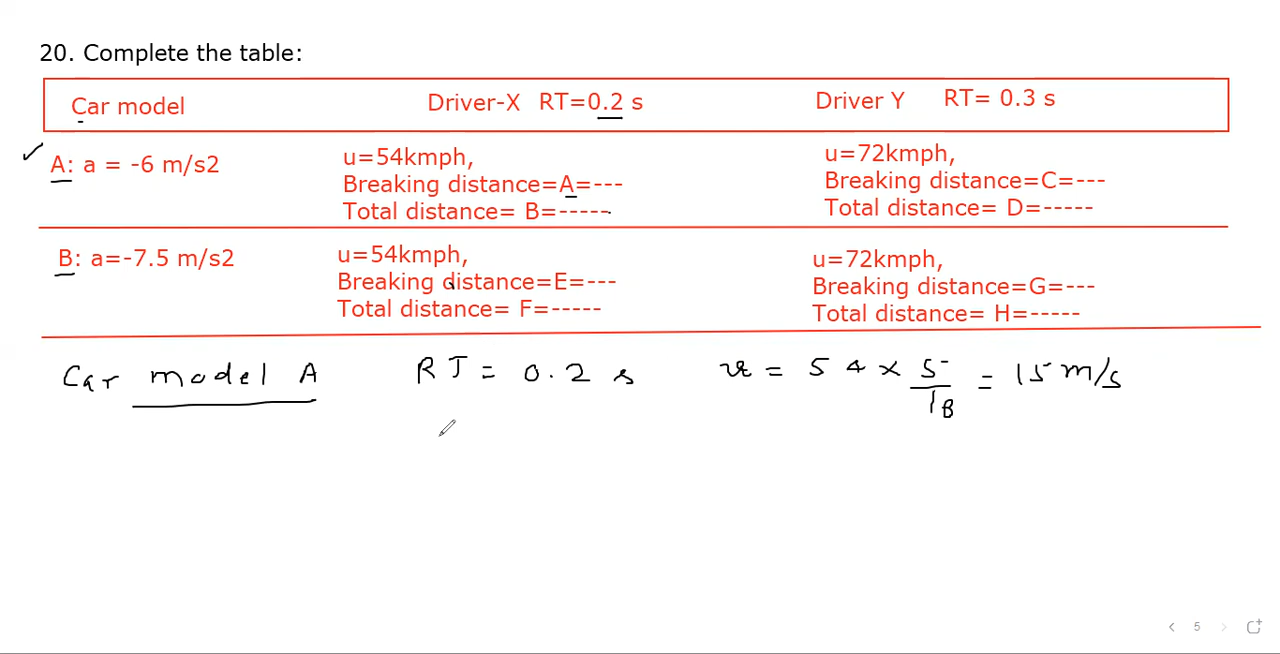 20. Complete the table:
Car model Driver-X RT=0.2 s Driver Y RT= 0.3 s
A: a = -6 m/s2 u=54kmph, u=72kmph,
Breaking distance=A=--- Breaking distance=C=---
Total distance= B=----- Total distance= D=-----
B: a=-7.5 m/s2 u=54kmph, u=72kmph,
Breaking distance=E=--- Breaking distance=G=---
Total distance= F=----- Total distance= H=-----
Car model A RT = 0.2 s u = 54 × 5/18 = 15 m/s
5